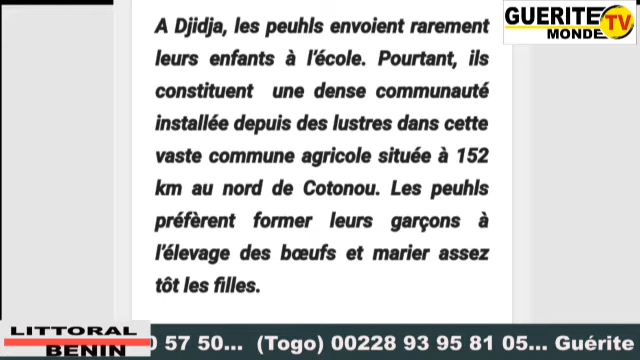 GUERITE TV
MONDE
A Djidja, les peuhls envoient rarement
leurs enfants à l'école. Pourtant, ils
constituent une dense communauté
installée depuis des lustres dans cette
vaste commune agricole située à 152
km au nord de Cotonou. Les peuhls
préfèrent former leurs garçons à
l'élevage des bœufs et marier assez
tôt les filles.
LITTORAL
BENIN
0 57 50... (Togo) 00228 93 95 81 05... Guérite